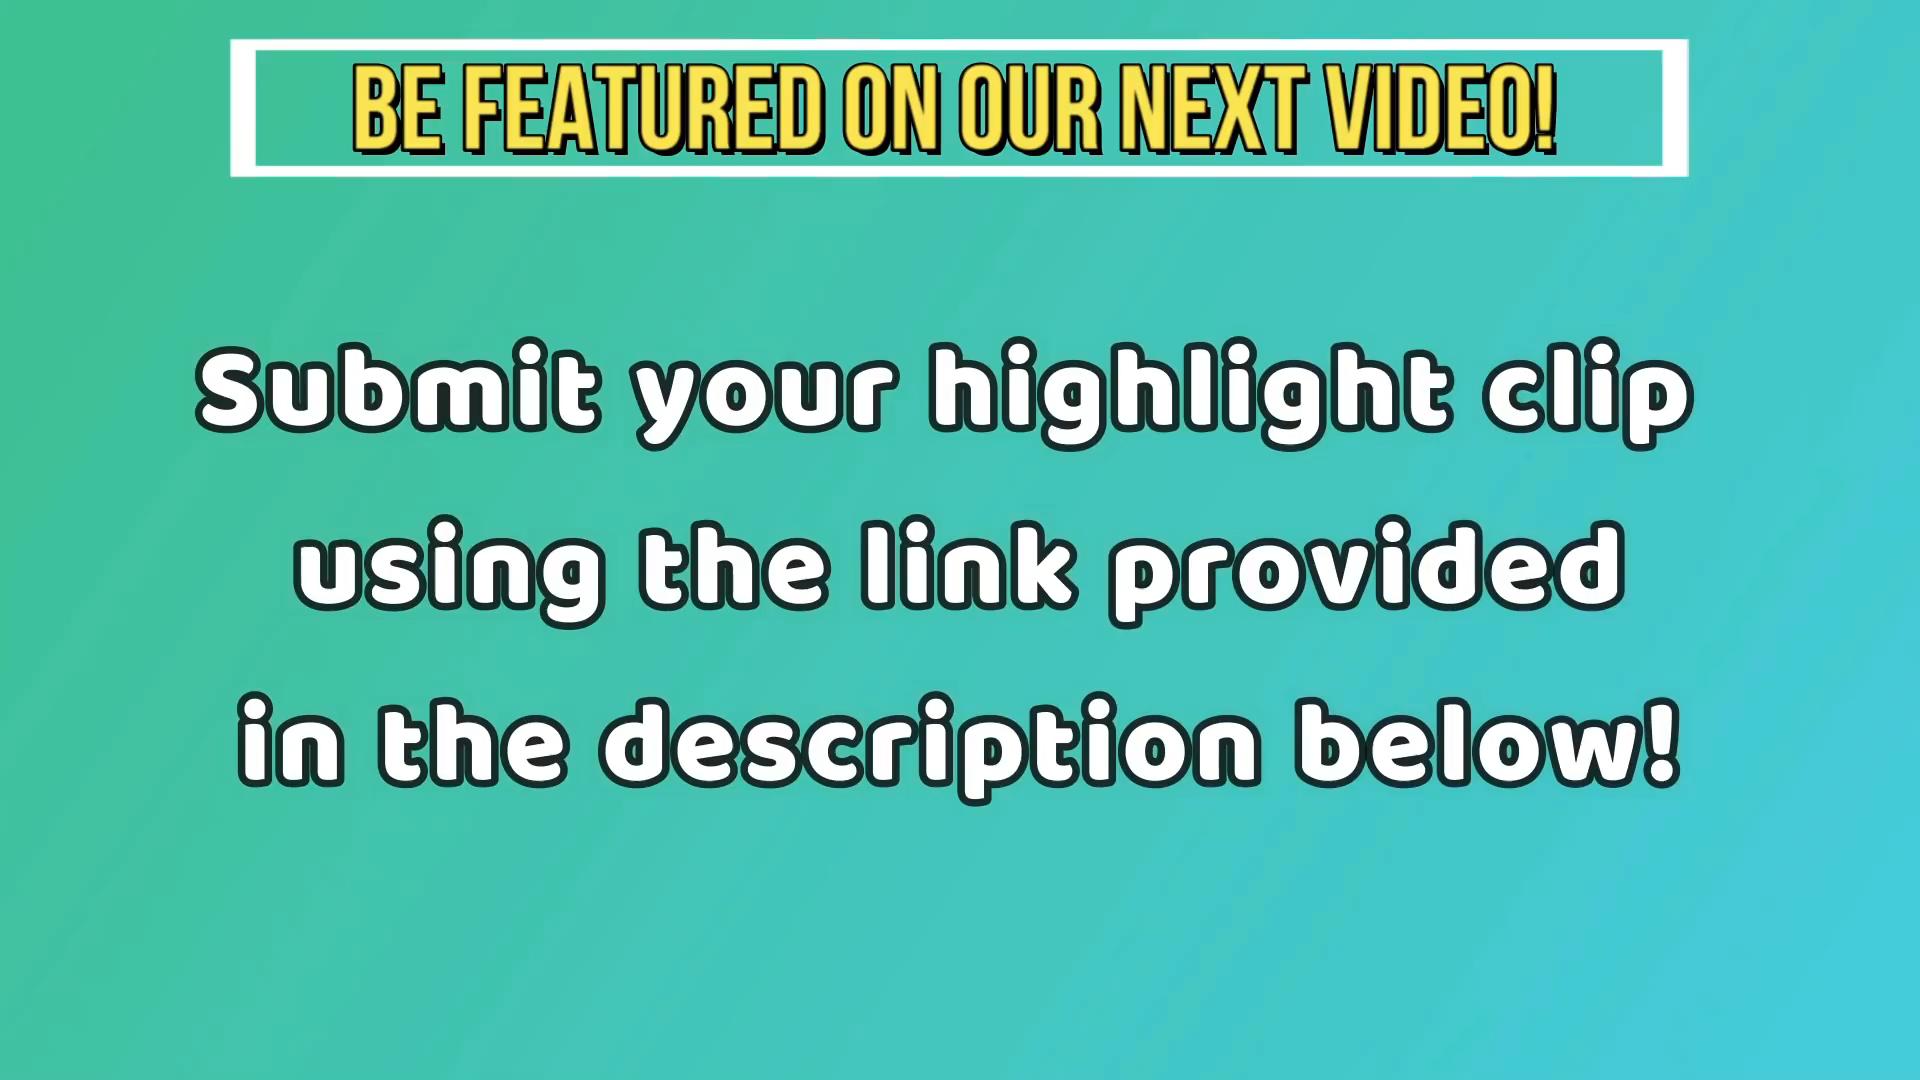 BE FEATURED ON OUR NEXT VIDEO!
Submit your highlight clip
using the link provided
in the description below!